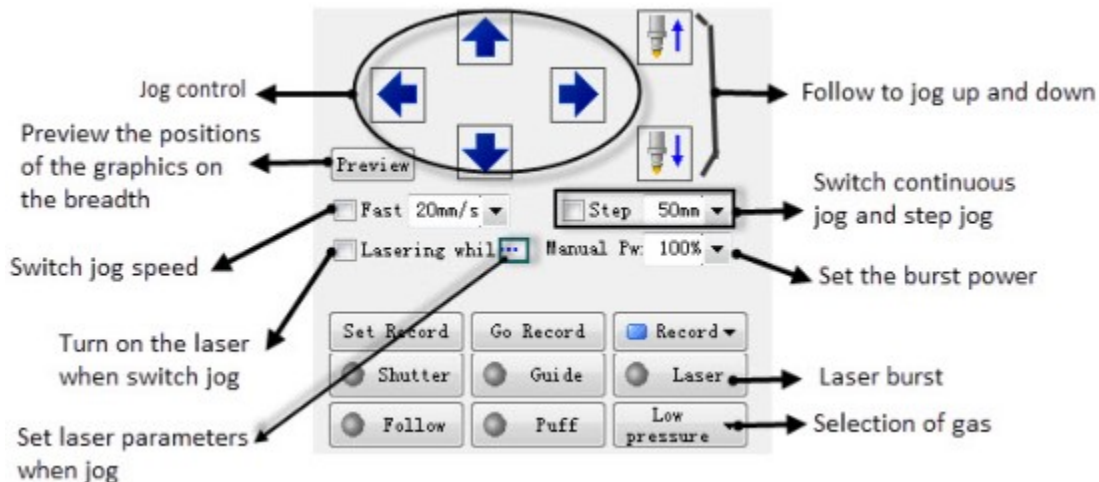 Jog control
Follow to jog up and down
Preview the positions
of the graphics on
the breadth
Preview
Switch continuous
jog and step jog
Fast 20mm/s
Step 50mm
Switch jog speed
Lasering whil
Manual Pw: 100%
Set the burst power
Turn on the laser
when switch jog
Set Record
Go Record
Record
Shutter
Guide
Laser
Laser burst
Follow
Puff
Low
pressure
Selection of gas
Set laser parameters
when jog